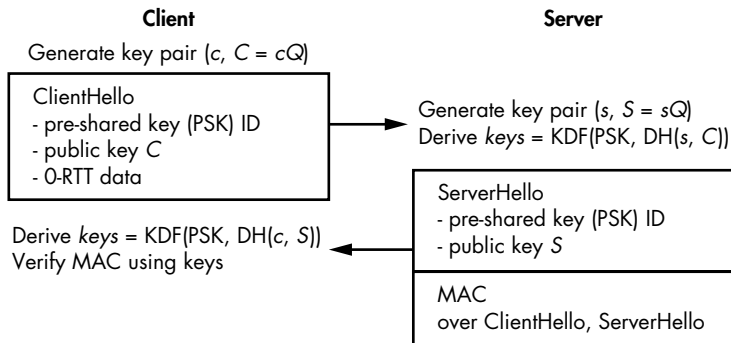 Client
Server
Generate key pair (c, C = cQ)
ClientHello
- pre-shared key (PSK) ID
- public key C
- 0-RTT data
Generate key pair (s, S = sQ)
Derive keys = KDF(PSK, DH(s, C))
ServerHello
- pre-shared key (PSK) ID
- public key S
Derive keys = KDF(PSK, DH(c, S))
Verify MAC using keys
MAC
over ClientHello, ServerHello